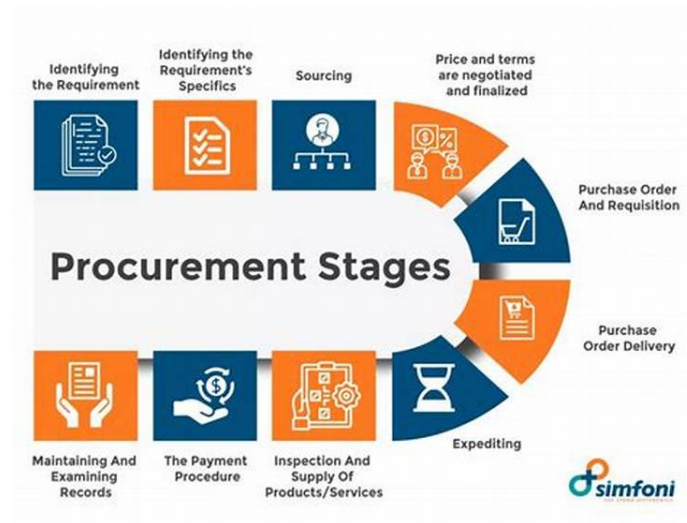 Identifying
the Requirement
Identifying the
Requirement's
Specifics
Sourcing
Price and terms
are negotiated
and finalized
Purchase Order
And Requisition
Procurement Stages
Purchase
Order Delivery
Expediting
Maintaining And
Examining
Records
The Payment
Procedure
Inspection And
Supply Of
Products/Services
simfoni